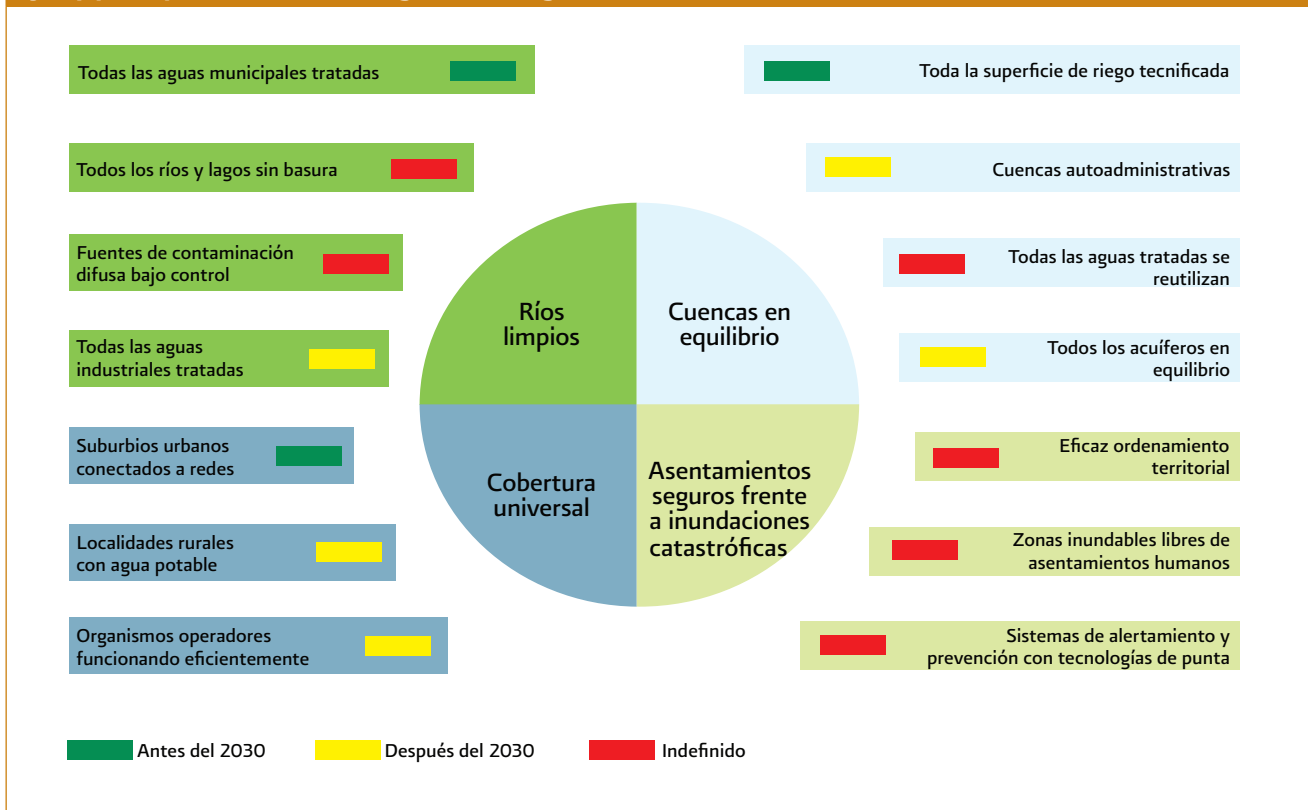 Todas las aguas municipales tratadas
Todos los ríos y lagos sin basura
Fuentes de contaminación
difusa bajo control
Todas las aguas
industriales tratadas
Suburbios urbanos
conectados a redes
Localidades rurales
con agua potable
Organismos operadores
funcionando eficientemente
Ríos
limpios
Cuencas en
equilibrio
Cobertura
universal
Asentamientos
seguros frente
a inundaciones
catastróficas
Toda la superficie de riego tecnificada
Cuencas autoadministrativas
Todas las aguas tratadas se
reutilizan
Todos los acuíferos en
equilibrio
Eficaz ordenamiento
territorial
Zonas inundables libres de
asentamientos humanos
Sistemas de alertamiento y
prevención con tecnologías de punta
Antes del 2030
Después del 2030
Indefinido